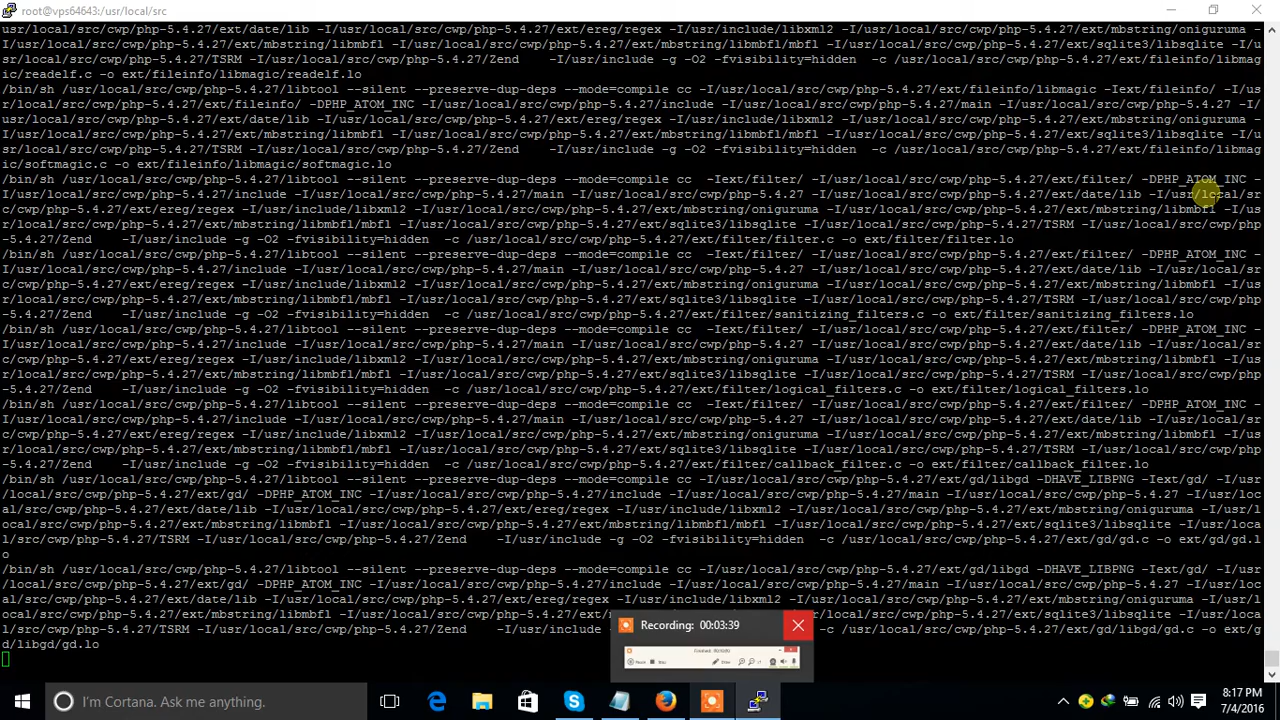 root@vps64643:/usr/local/src
usr/local/src/cwp/php-5.4.27/ext/date/lib -I/usr/local/src/cwp/php-5.4.27/ext/ereg/regex -I/usr/include/libxml2 -I/usr/local/src/cwp/php-5.4.27/ext/mbstring/oniguruma -
I/usr/local/src/cwp/php-5.4.27/ext/mbstring/libmbfl -I/usr/local/src/cwp/php-5.4.27/ext/mbstring/libmbfl/mbfl -I/usr/local/src/cwp/php-5.4.27/ext/sqlite3/libsqlite -I/u
sr/local/src/cwp/php-5.4.27/TSRM -I/usr/local/src/cwp/php-5.4.27/Zend    -I/usr/include -g -O2 -fvisibility=hidden  -c /usr/local/src/cwp/php-5.4.27/ext/fileinfo/libmag
ic/readelf.c -o ext/fileinfo/libmagic/readelf.lo
/bin/sh /usr/local/src/cwp/php-5.4.27/libtool --silent --preserve-dup-deps --mode=compile cc -I/usr/local/src/cwp/php-5.4.27/ext/fileinfo/libmagic -Iext/fileinfo/ -I/us
r/local/src/cwp/php-5.4.27/ext/fileinfo/ -DPHP_ATOM_INC -I/usr/local/src/cwp/php-5.4.27/include -I/usr/local/src/cwp/php-5.4.27/main -I/usr/local/src/cwp/php-5.4.27 -I/
usr/local/src/cwp/php-5.4.27/ext/date/lib -I/usr/local/src/cwp/php-5.4.27/ext/ereg/regex -I/usr/include/libxml2 -I/usr/local/src/cwp/php-5.4.27/ext/mbstring/oniguruma -
I/usr/local/src/cwp/php-5.4.27/ext/mbstring/libmbfl -I/usr/local/src/cwp/php-5.4.27/ext/mbstring/libmbfl/mbfl -I/usr/local/src/cwp/php-5.4.27/ext/sqlite3/libsqlite -I/u
sr/local/src/cwp/php-5.4.27/TSRM -I/usr/local/src/cwp/php-5.4.27/Zend    -I/usr/include -g -O2 -fvisibility=hidden  -c /usr/local/src/cwp/php-5.4.27/ext/fileinfo/libmag
ic/softmagic.c -o ext/fileinfo/libmagic/softmagic.lo
/bin/sh /usr/local/src/cwp/php-5.4.27/libtool --silent --preserve-dup-deps --mode=compile cc  -Iext/filter/ -I/usr/local/src/cwp/php-5.4.27/ext/filter/ -DPHP_ATOM_INC -
I/usr/local/src/cwp/php-5.4.27/include -I/usr/local/src/cwp/php-5.4.27/main -I/usr/local/src/cwp/php-5.4.27 -I/usr/local/src/cwp/php-5.4.27/ext/date/lib -I/usr/local/sr
c/cwp/php-5.4.27/ext/ereg/regex -I/usr/include/libxml2 -I/usr/local/src/cwp/php-5.4.27/ext/mbstring/oniguruma -I/usr/local/src/cwp/php-5.4.27/ext/mbstring/libmbfl -I/us
r/local/src/cwp/php-5.4.27/ext/mbstring/libmbfl/mbfl -I/usr/local/src/cwp/php-5.4.27/ext/sqlite3/libsqlite -I/usr/local/src/cwp/php-5.4.27/TSRM -I/usr/local/src/cwp/php
-5.4.27/Zend    -I/usr/include -g -O2 -fvisibility=hidden  -c /usr/local/src/cwp/php-5.4.27/ext/filter/filter.c -o ext/filter/filter.lo
/bin/sh /usr/local/src/cwp/php-5.4.27/libtool --silent --preserve-dup-deps --mode=compile cc  -Iext/filter/ -I/usr/local/src/cwp/php-5.4.27/ext/filter/ -DPHP_ATOM_INC -
I/usr/local/src/cwp/php-5.4.27/include -I/usr/local/src/cwp/php-5.4.27/main -I/usr/local/src/cwp/php-5.4.27 -I/usr/local/src/cwp/php-5.4.27/ext/date/lib -I/usr/local/sr
c/cwp/php-5.4.27/ext/ereg/regex -I/usr/include/libxml2 -I/usr/local/src/cwp/php-5.4.27/ext/mbstring/oniguruma -I/usr/local/src/cwp/php-5.4.27/ext/mbstring/libmbfl -I/us
r/local/src/cwp/php-5.4.27/ext/mbstring/libmbfl/mbfl -I/usr/local/src/cwp/php-5.4.27/ext/sqlite3/libsqlite -I/usr/local/src/cwp/php-5.4.27/TSRM -I/usr/local/src/cwp/php
-5.4.27/Zend    -I/usr/include -g -O2 -fvisibility=hidden  -c /usr/local/src/cwp/php-5.4.27/ext/filter/sanitizing_filters.c -o ext/filter/sanitizing_filters.lo
/bin/sh /usr/local/src/cwp/php-5.4.27/libtool --silent --preserve-dup-deps --mode=compile cc  -Iext/filter/ -I/usr/local/src/cwp/php-5.4.27/ext/filter/ -DPHP_ATOM_INC -
I/usr/local/src/cwp/php-5.4.27/include -I/usr/local/src/cwp/php-5.4.27/main -I/usr/local/src/cwp/php-5.4.27 -I/usr/local/src/cwp/php-5.4.27/ext/date/lib -I/usr/local/sr
c/cwp/php-5.4.27/ext/ereg/regex -I/usr/include/libxml2 -I/usr/local/src/cwp/php-5.4.27/ext/mbstring/oniguruma -I/usr/local/src/cwp/php-5.4.27/ext/mbstring/libmbfl -I/us
r/local/src/cwp/php-5.4.27/ext/mbstring/libmbfl/mbfl -I/usr/local/src/cwp/php-5.4.27/ext/sqlite3/libsqlite -I/usr/local/src/cwp/php-5.4.27/TSRM -I/usr/local/src/cwp/php
-5.4.27/Zend    -I/usr/include -g -O2 -fvisibility=hidden  -c /usr/local/src/cwp/php-5.4.27/ext/filter/logical_filters.c -o ext/filter/logical_filters.lo
/bin/sh /usr/local/src/cwp/php-5.4.27/libtool --silent --preserve-dup-deps --mode=compile cc  -Iext/filter/ -I/usr/local/src/cwp/php-5.4.27/ext/filter/ -DPHP_ATOM_INC -
I/usr/local/src/cwp/php-5.4.27/include -I/usr/local/src/cwp/php-5.4.27/main -I/usr/local/src/cwp/php-5.4.27 -I/usr/local/src/cwp/php-5.4.27/ext/date/lib -I/usr/local/sr
c/cwp/php-5.4.27/ext/ereg/regex -I/usr/include/libxml2 -I/usr/local/src/cwp/php-5.4.27/ext/mbstring/oniguruma -I/usr/local/src/cwp/php-5.4.27/ext/mbstring/libmbfl -I/us
r/local/src/cwp/php-5.4.27/ext/mbstring/libmbfl/mbfl -I/usr/local/src/cwp/php-5.4.27/ext/sqlite3/libsqlite -I/usr/local/src/cwp/php-5.4.27/TSRM -I/usr/local/src/cwp/php
-5.4.27/Zend    -I/usr/include -g -O2 -fvisibility=hidden  -c /usr/local/src/cwp/php-5.4.27/ext/filter/callback_filter.c -o ext/filter/callback_filter.lo
/bin/sh /usr/local/src/cwp/php-5.4.27/libtool --silent --preserve-dup-deps --mode=compile cc -I/usr/local/src/cwp/php-5.4.27/ext/gd/libgd -DHAVE_LIBPNG -Iext/gd/ -I/usr
/local/src/cwp/php-5.4.27/ext/gd/ -DPHP_ATOM_INC -I/usr/local/src/cwp/php-5.4.27/include -I/usr/local/src/cwp/php-5.4.27/main -I/usr/local/src/cwp/php-5.4.27 -I/usr/loc
al/src/cwp/php-5.4.27/ext/date/lib -I/usr/local/src/cwp/php-5.4.27/ext/ereg/regex -I/usr/include/libxml2 -I/usr/local/src/cwp/php-5.4.27/ext/mbstring/oniguruma -I/usr/l
ocal/src/cwp/php-5.4.27/ext/mbstring/libmbfl -I/usr/local/src/cwp/php-5.4.27/ext/mbstring/libmbfl/mbfl -I/usr/local/src/cwp/php-5.4.27/ext/sqlite3/libsqlite -I/usr/loca
l/src/cwp/php-5.4.27/TSRM -I/usr/local/src/cwp/php-5.4.27/Zend    -I/usr/include -g -O2 -fvisibility=hidden  -c /usr/local/src/cwp/php-5.4.27/ext/gd/gd.c -o ext/gd/gd.l
o
/bin/sh /usr/local/src/cwp/php-5.4.27/libtool --silent --preserve-dup-deps --mode=compile cc -I/usr/local/src/cwp/php-5.4.27/ext/gd/libgd -DHAVE_LIBPNG -Iext/gd/ -I/usr
/local/src/cwp/php-5.4.27/ext/gd/ -DPHP_ATOM_INC -I/usr/local/src/cwp/php-5.4.27/include -I/usr/local/src/cwp/php-5.4.27/main -I/usr/local/src/cwp/php-5.4.27 -I/usr/loc
al/src/cwp/php-5.4.27/ext/date/lib -I/usr/local/src/cwp/php-5.4.27/ext/ereg/regex -I/usr/include/libxml2 -I/usr/local/src/cwp/php-5.4.27/ext/mbstring/oniguruma -I/usr/l
ocal/src/cwp/php-5.4.27/ext/mbstring/libmbfl -I/usr/local/src/cwp/php-5.4.27/ext/m mbfl -I/usr/local/src/cwp/php-5.4.27/ext/sqlite3/libsqlite -I/usr/loca
l/src/cwp/php-5.4.27/TSRM -I/usr/local/src/cwp/php-5.4.27/Zend    -I/usr/include -c /usr/local/src/cwp/php-5.4.27/ext/gd/libgd/gd.c -o ext/g
d/libgd/gd.lo
Recording: 00:03:39
I'm Cortana. Ask me anything.
8:17 PM
7/4/2016